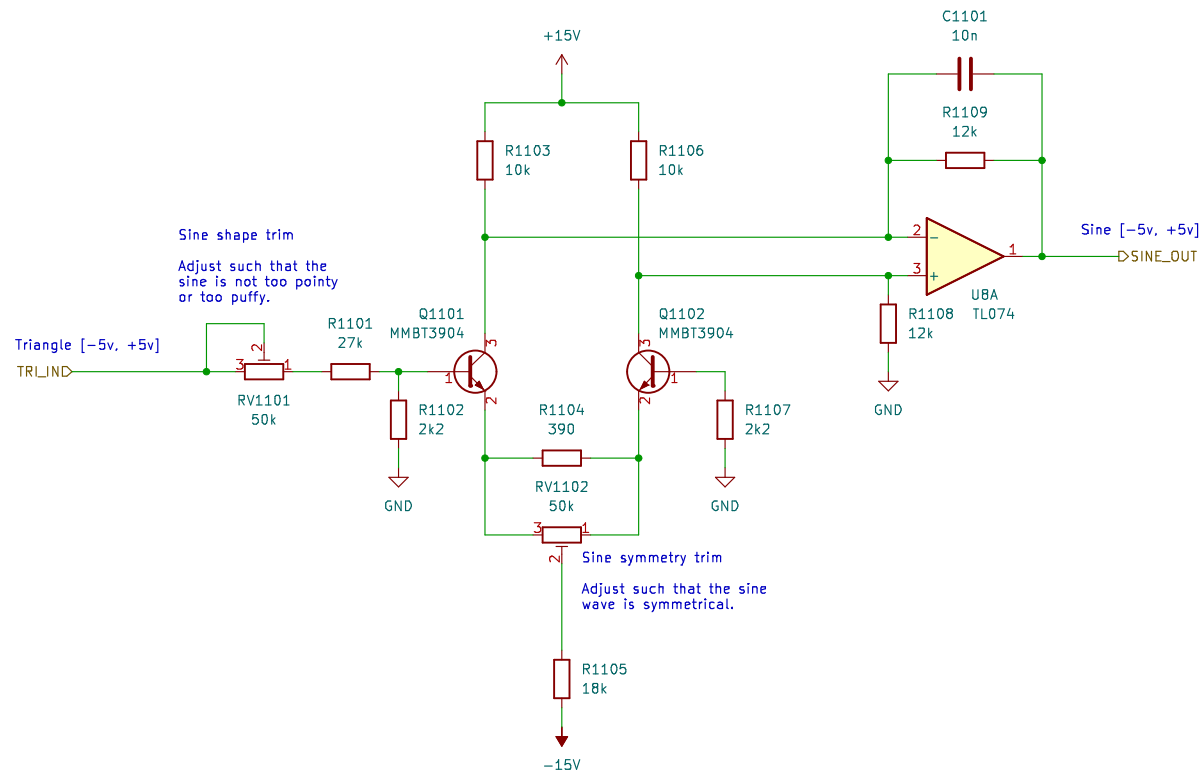 C1101
10n
+15V
R1109
12k
R1103
10k
R1106
10k
Sine shape trim
Adjust such that the
sine is not too pointy
or too puffy.
2
−
1
Sine [-5v, +5v]
SINE_OUT
3
+
U8A
TL074
R1108
12k
GND
Q1101
MMBT3904
Q1102
MMBT3904
R1101
27k
Triangle [-5v, +5v]
TRI_IN
2
3
1
RV1101
50k
3
1
2
3
1
2
R1102
2k2
GND
R1104
390
R1107
2k2
GND
RV1102
50k
3
1
2
Sine symmetry trim
Adjust such that the sine
wave is symmetrical.
R1105
18k
-15V